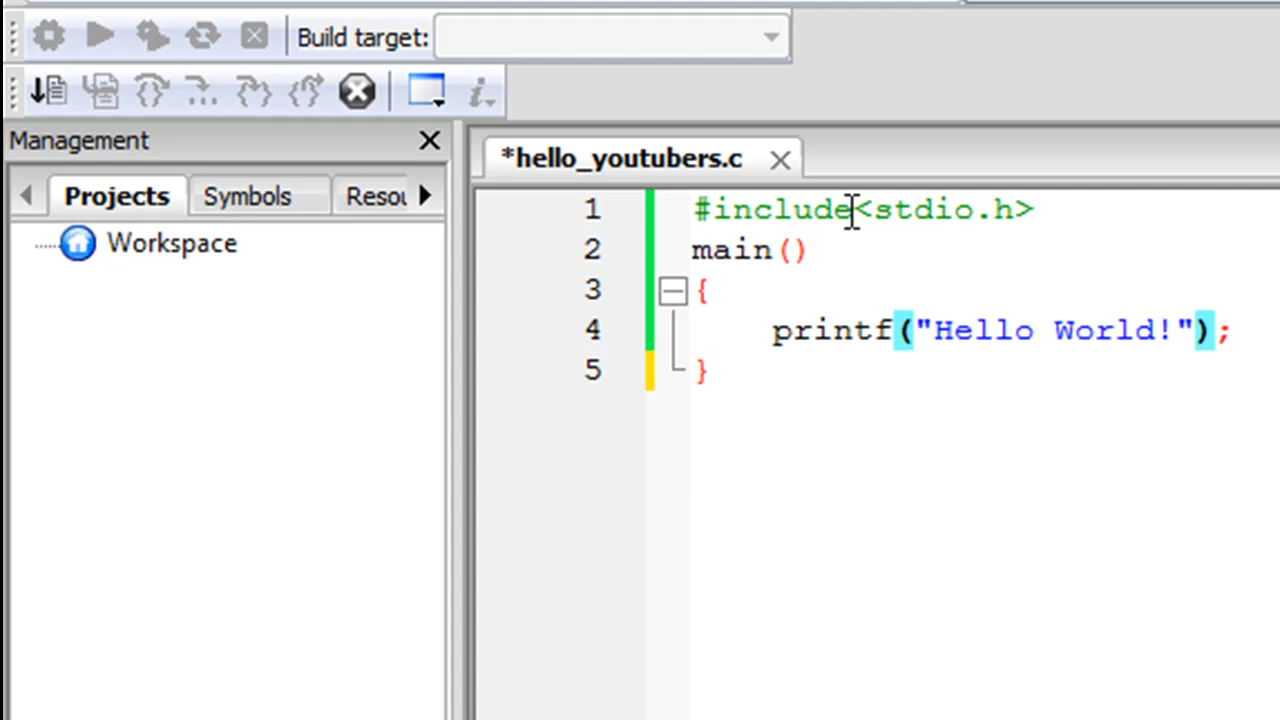 Build target:
Management
Projects Symbols Resou
Workspace
*hello_youtubers.c
1 #include<stdio.h>
2 main()
3 {
4 printf("Hello World!");
5 }